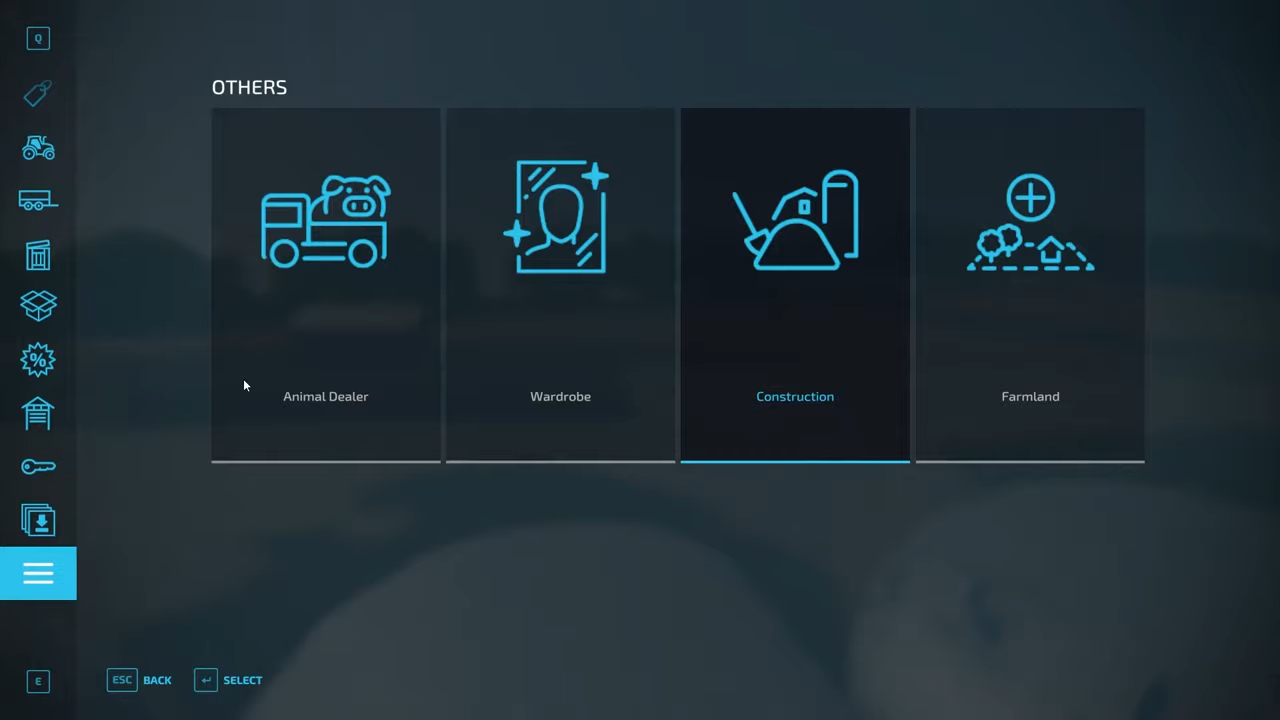 Q
OTHERS
%
Animal Dealer
Wardrobe
Construction
Farmland
E
ESC BACK ↵ SELECT